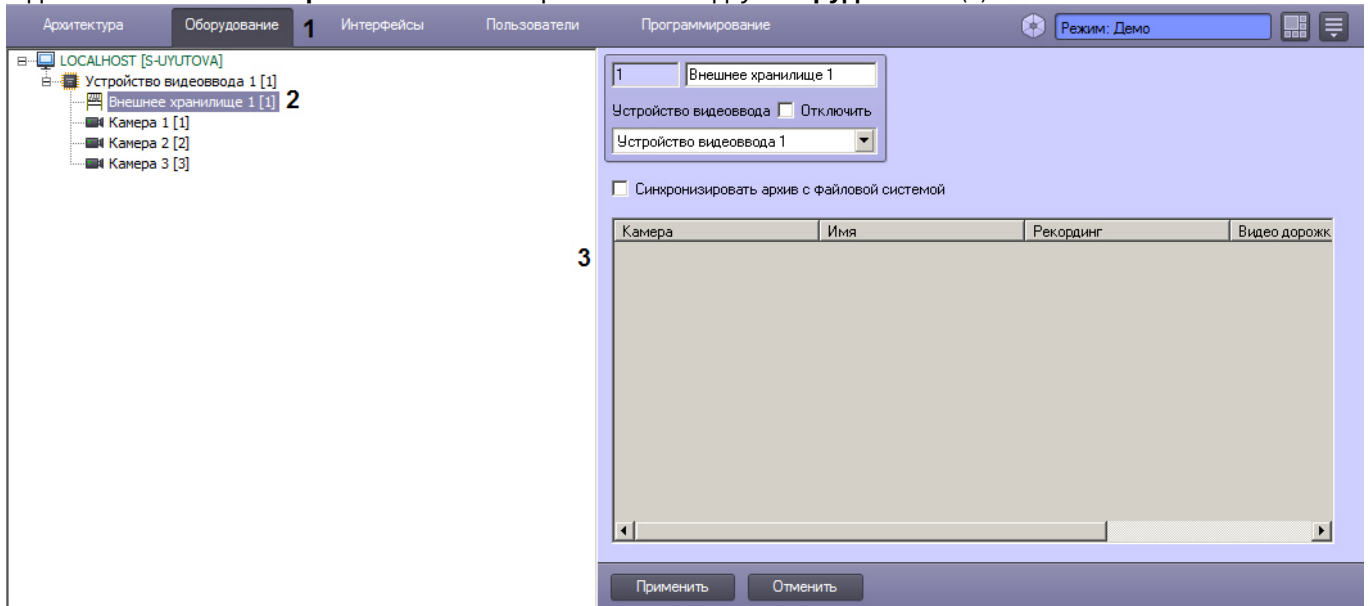 Архитектура Оборудование 1 Интерфейсы Пользователи Программирование Режим: Демо
LOCALHOST [S-UYUTOVA]
Устройство видеоввода 1 [1]
Внешнее хранилище 1 [1] 2
Камера 1 [1]
Камера 2 [2]
Камера 3 [3]
1 Внешнее хранилище 1
Устройство видеоввода Отключить
Устройство видеоввода 1
Синхронизировать архив с файловой системой
Камера Имя Рекординг Видео дорожк
3
Применить Отменить